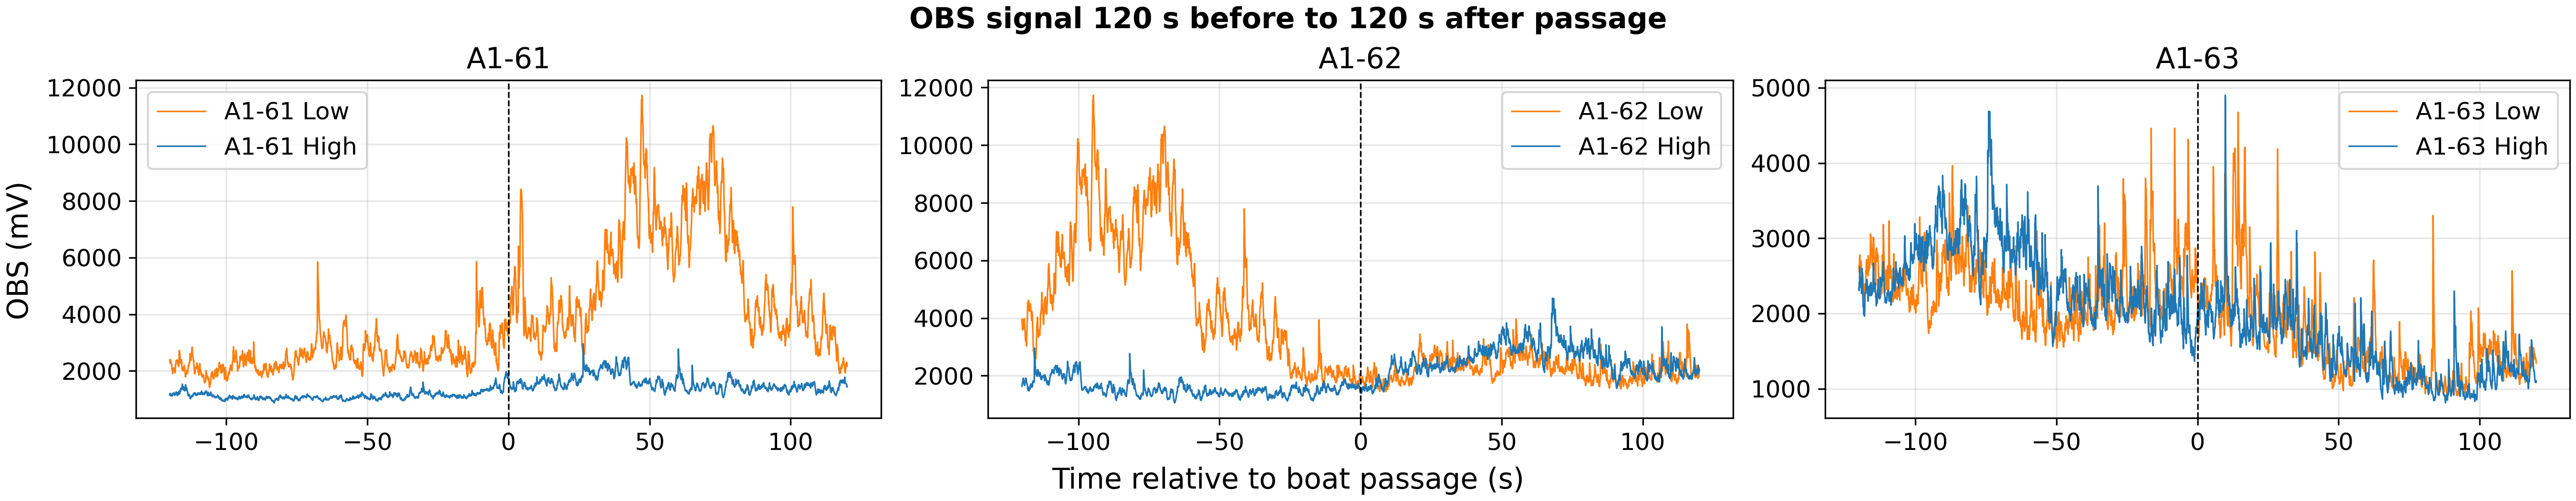 OBS signal 120 s before to 120 s after passage
A1-61
A1-62
A1-63
OBS (mV)
12000
10000
8000
6000
4000
2000
A1-61 Low
A1-61 High
−100
−50
0
50
100
12000
10000
8000
6000
4000
2000
A1-62 Low
A1-62 High
−100
−50
0
50
100
5000
4000
3000
2000
1000
A1-63 Low
A1-63 High
−100
−50
0
50
100
Time relative to boat passage (s)